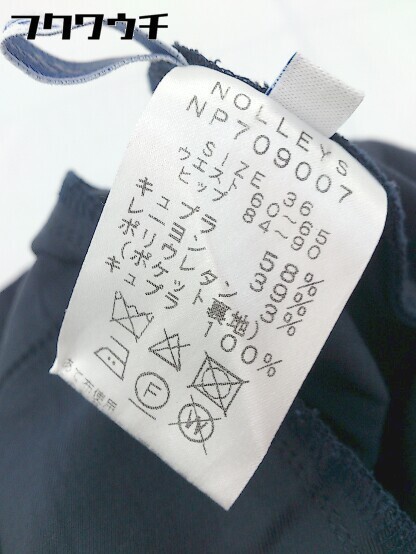 フクワウチ
NOLLEYS
NP709007
SIZE 36
ウエスト 60~65
ヒップ 84~90
キュプラ 58%
レーヨン 39%
ポリウレタン 3%
(ポケット裏地)
キュプラ 100%
F
W